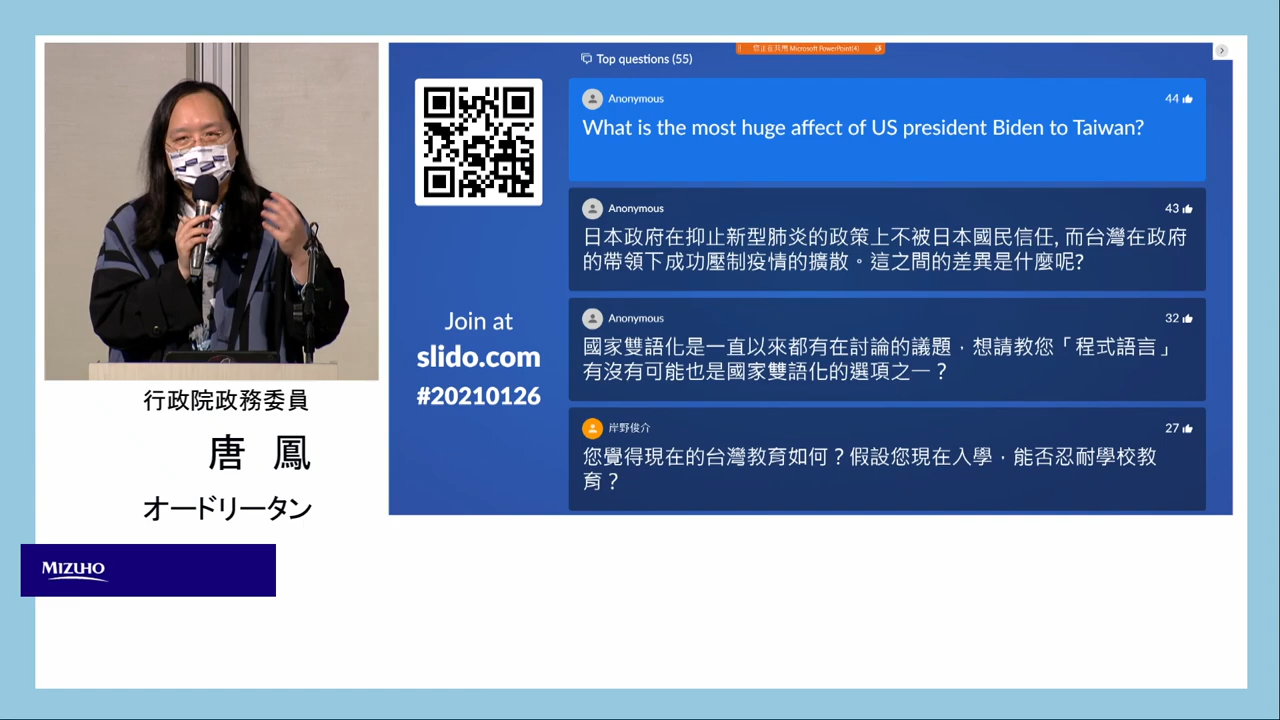 Top questions (55)
您正在共用 Microsoft PowerPoint(4)
Anonymous
44
What is the most huge affect of US president Biden to Taiwan?
Anonymous
43
日本政府在抑止新型肺炎的政策上不被日本國民信任, 而台灣在政府
的帶領下成功壓制疫情的擴散。這之間的差異是什麼呢?
Anonymous
32
國家雙語化是一直以來都有在討論的議題，想請教您「程式語言」
有沒有可能也是國家雙語化的選項之一？
岸野俊介
27
您覺得現在的台灣教育如何？假設您現在入學，能否忍耐學校教
育？
Join at
slido.com
#20210126
行政院政務委員
唐 鳳
オードリータン
MIZUHO